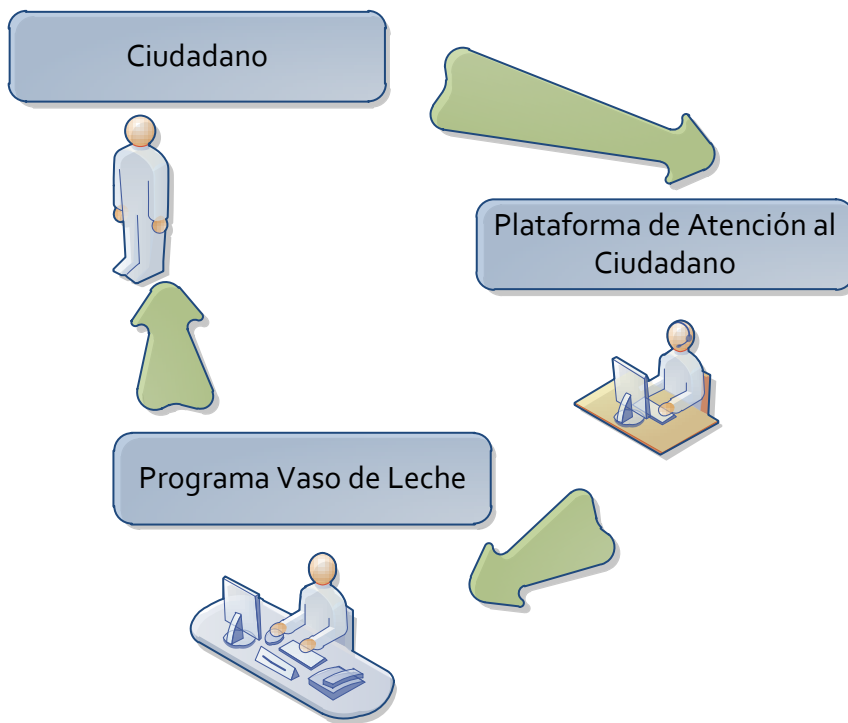 Ciudadano
Plataforma de Atención al
Ciudadano
Programa Vaso de Leche